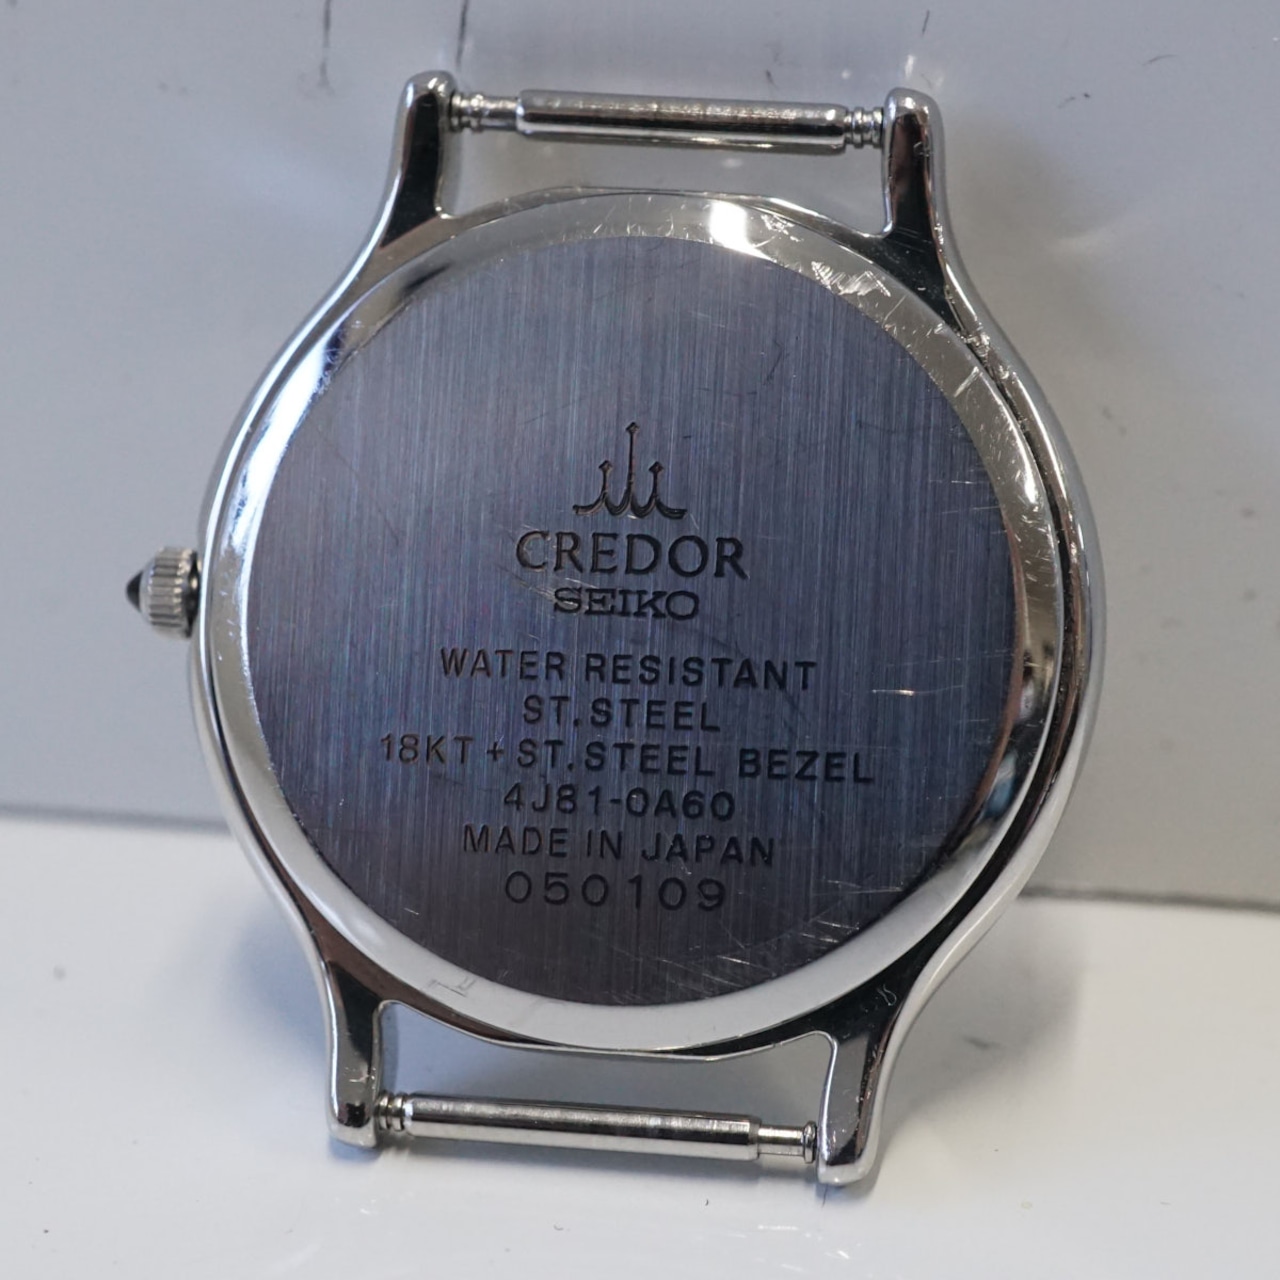 CREDOR
SEIKO
WATER RESISTANT
ST.STEEL
18KT+ST.STEEL BEZEL
4J81-0A60
MADE IN JAPAN
050109